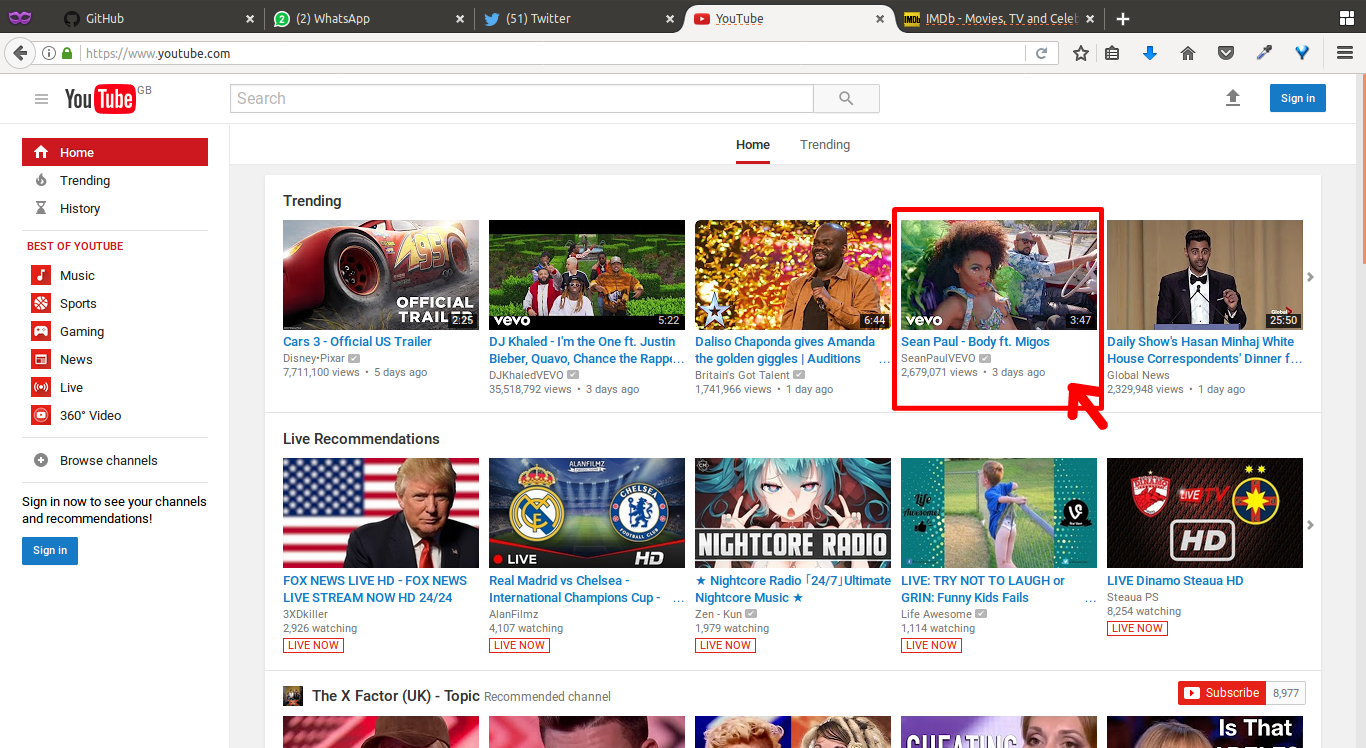 GitHub
(2) WhatsApp
(51) Twitter
YouTube
IMDb - Movies, TV and Celeb
https://www.youtube.com
YouTube GB
Search
Sign in
Home
Trending
History
BEST OF YOUTUBE
Music
Sports
Gaming
News
Live
360° Video
Browse channels
Sign in now to see your channels
and recommendations!
Sign in
Home
Trending
Trending
OFFICIAL
TRAILER
2:25
Cars 3 - Official US Trailer
Disney•Pixar
7,711,100 views • 5 days ago
vevo
5:22
DJ Khaled - I'm the One ft. Justin
Bieber, Quavo, Chance the Rappe...
DJKhaledVEVO
35,518,792 views • 3 days ago
6:44
Daliso Chaponda gives Amanda
the golden giggles | Auditions ...
Britain's Got Talent
1,741,966 views • 1 day ago
vevo
3:47
Sean Paul - Body ft. Migos
SeanPaulVEVO
2,679,071 views • 3 days ago
Global
25:50
Daily Show's Hasan Minhaj White
House Correspondents' Dinner f...
Global News
2,329,948 views • 1 day ago
Live Recommendations
FOX NEWS LIVE HD - FOX NEWS
LIVE STREAM NOW HD 24/24
3XDkiller
2,926 watching
LIVE NOW
ALANFILMZ
CHELSEA
FOOTBALL CLUB
LIVE
HD
Real Madrid vs Chelsea -
International Champions Cup - ...
AlanFilmz
4,107 watching
LIVE NOW
NIGHTCORE RADIO
★ Nightcore Radio「24/7」Ultimate
Nightcore Music ★
Zen - Kun
1,979 watching
LIVE NOW
Life
Awesome!
LIVE: TRY NOT TO LAUGH or
GRIN: Funny Kids Fails ...
Life Awesome
1,114 watching
LIVE NOW
DINAMO
LIVE TV
HD
LIVE Dinamo Steaua HD
Steaua PS
8,254 watching
LIVE NOW
The X Factor (UK) - Topic Recommended channel
Subscribe
8,977
CHEATING
Is That